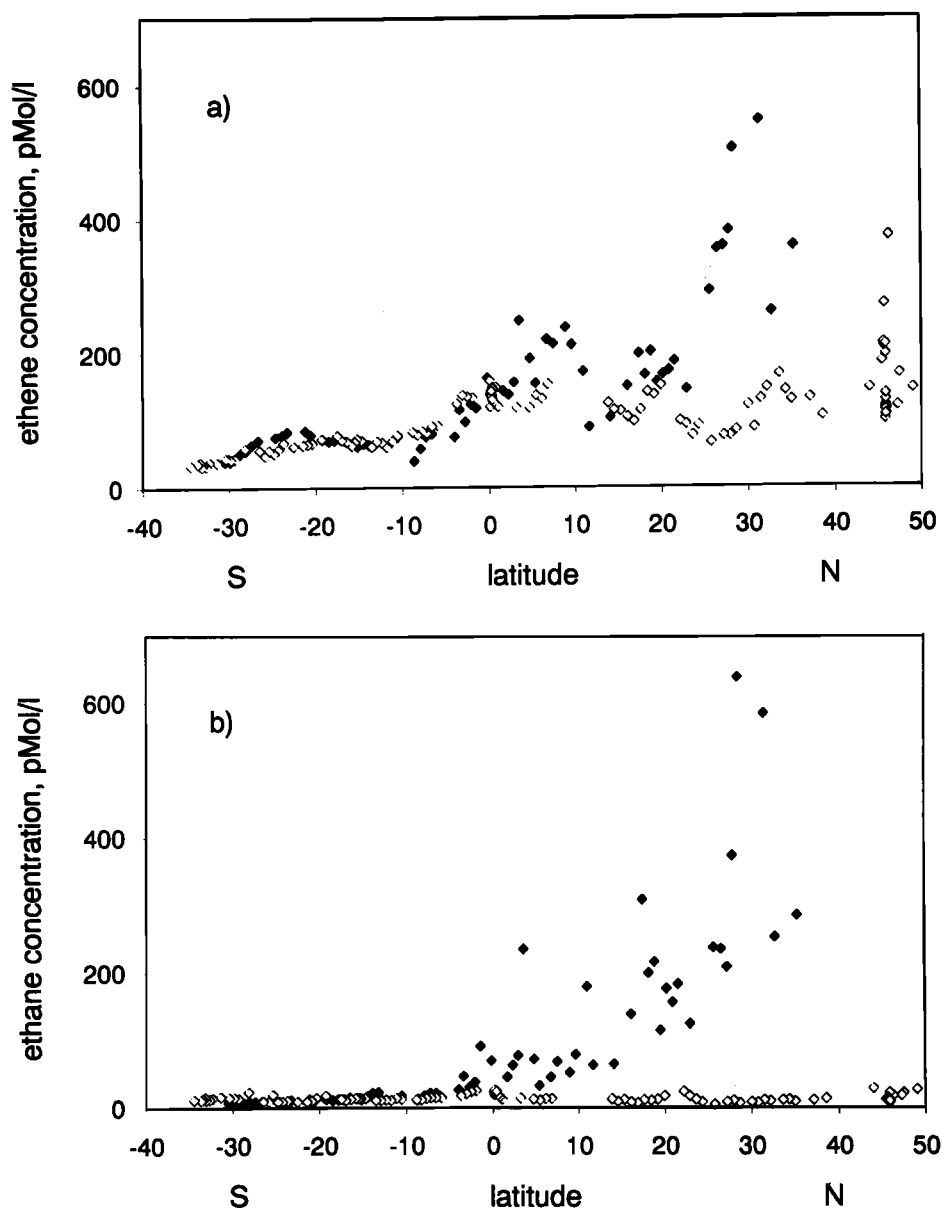 ethene concentration, pMol/l
a)
600
400
200
0
-40 -30 -20 -10 0 10 20 30 40 50
S latitude N
ethane concentration, pMol/l
b)
600
400
200
0
-40 -30 -20 -10 0 10 20 30 40 50
S latitude N